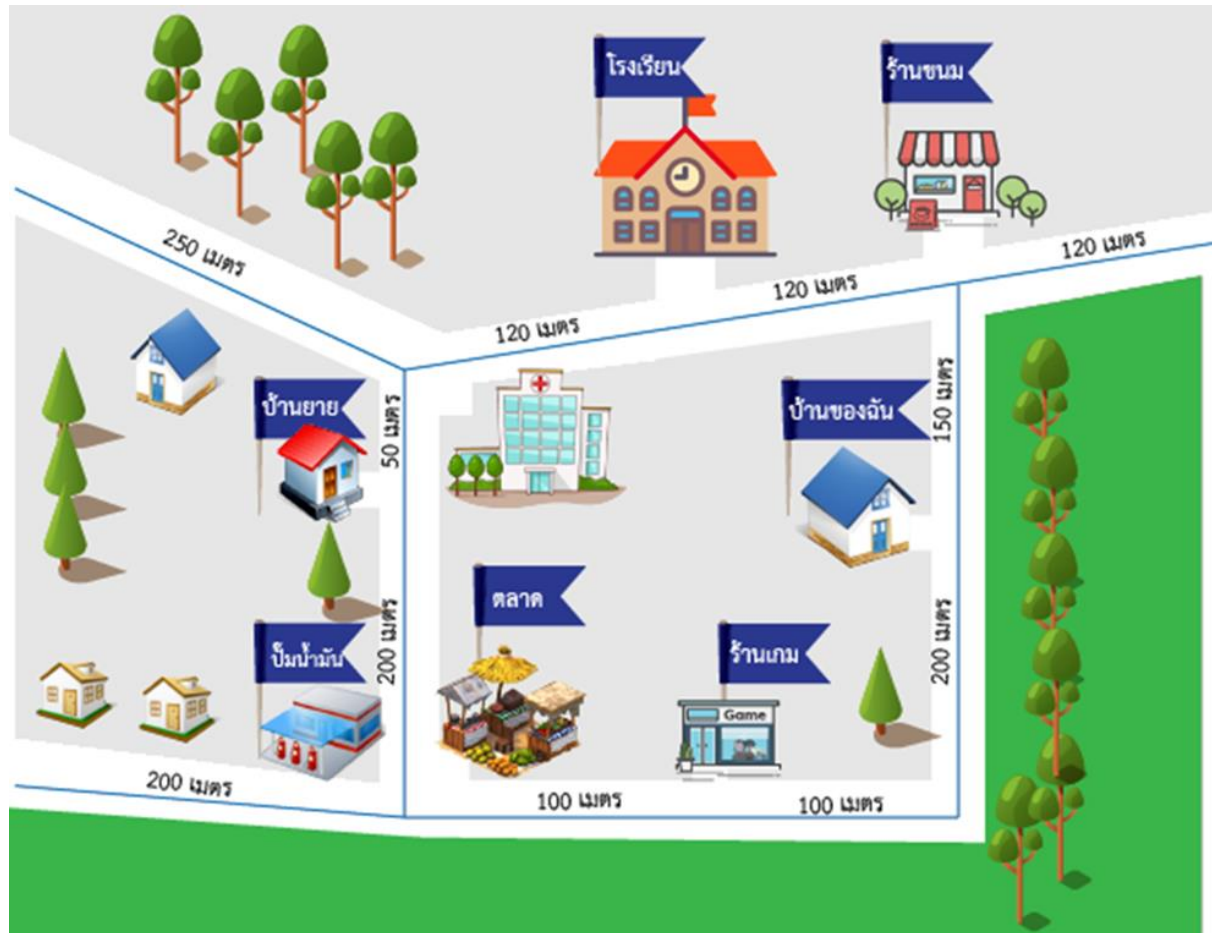 โรงเรียน
ร้านขนม
250 เมตร
120 เมตร
120 เมตร
120 เมตร
บ้านยาย
50 เมตร
บ้านของฉัน
150 เมตร
ตลาด
200 เมตร
ปั๊มน้ำมัน
ร้านเกม
200 เมตร
Game
200 เมตร
100 เมตร
100 เมตร